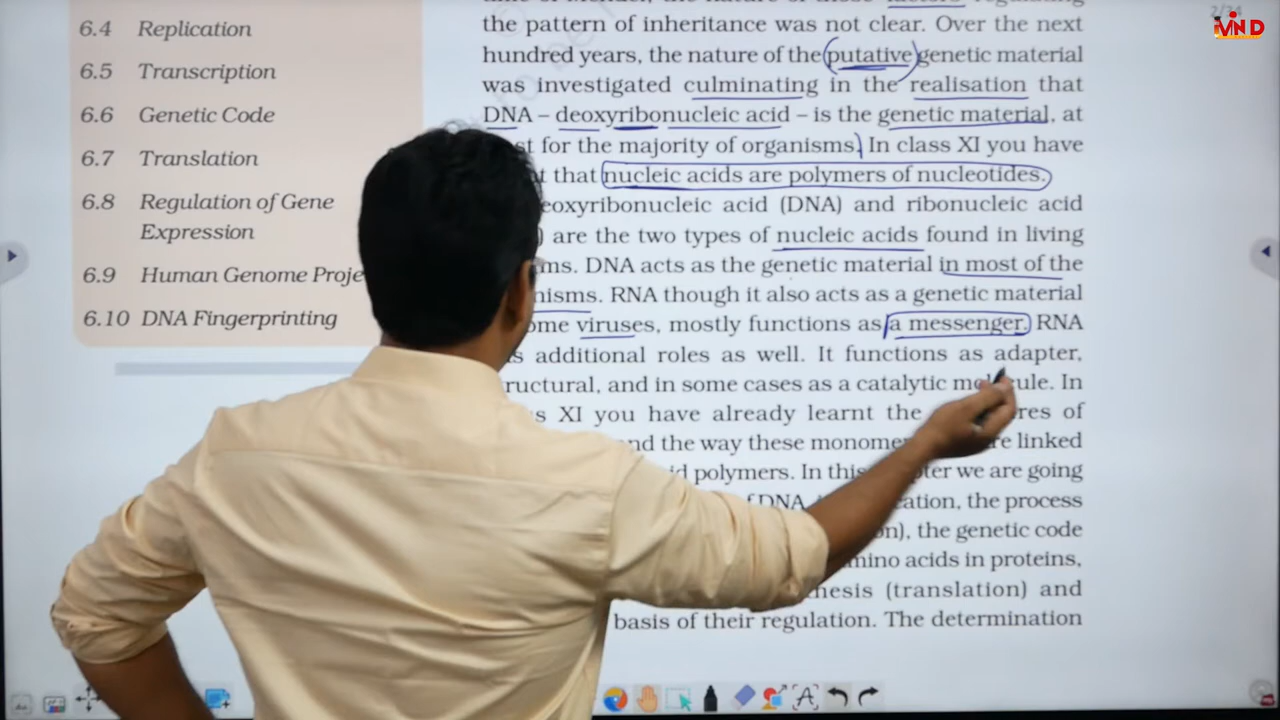 6.4 Replication
6.5 Transcription
6.6 Genetic Code
6.7 Translation
6.8 Regulation of Gene
Expression
6.9 Human Genome Proje
6.10 DNA Fingerprinting
the pattern of inheritance was not clear. Over the next
hundred years, the nature of the putative genetic material
was investigated culminating in the realisation that
DNA – deoxyribonucleic acid – is the genetic material, at
st for the majority of organisms. In class XI you have
t that nucleic acids are polymers of nucleotides.
eoxyribonucleic acid (DNA) and ribonucleic acid
) are the two types of nucleic acids found in living
ms. DNA acts as the genetic material in most of the
nisms. RNA though it also acts as a genetic material
ome viruses, mostly functions as a messenger. RNA
s additional roles as well. It functions as adapter,
ructural, and in some cases as a catalytic molecule. In
s XI you have already learnt the res of
nd the way these monomer re linked
id polymers. In this pter we are going
f DNA ation, the process
on), the genetic code
mino acids in proteins,
hesis (translation) and
basis of their regulation. The determination
MIND